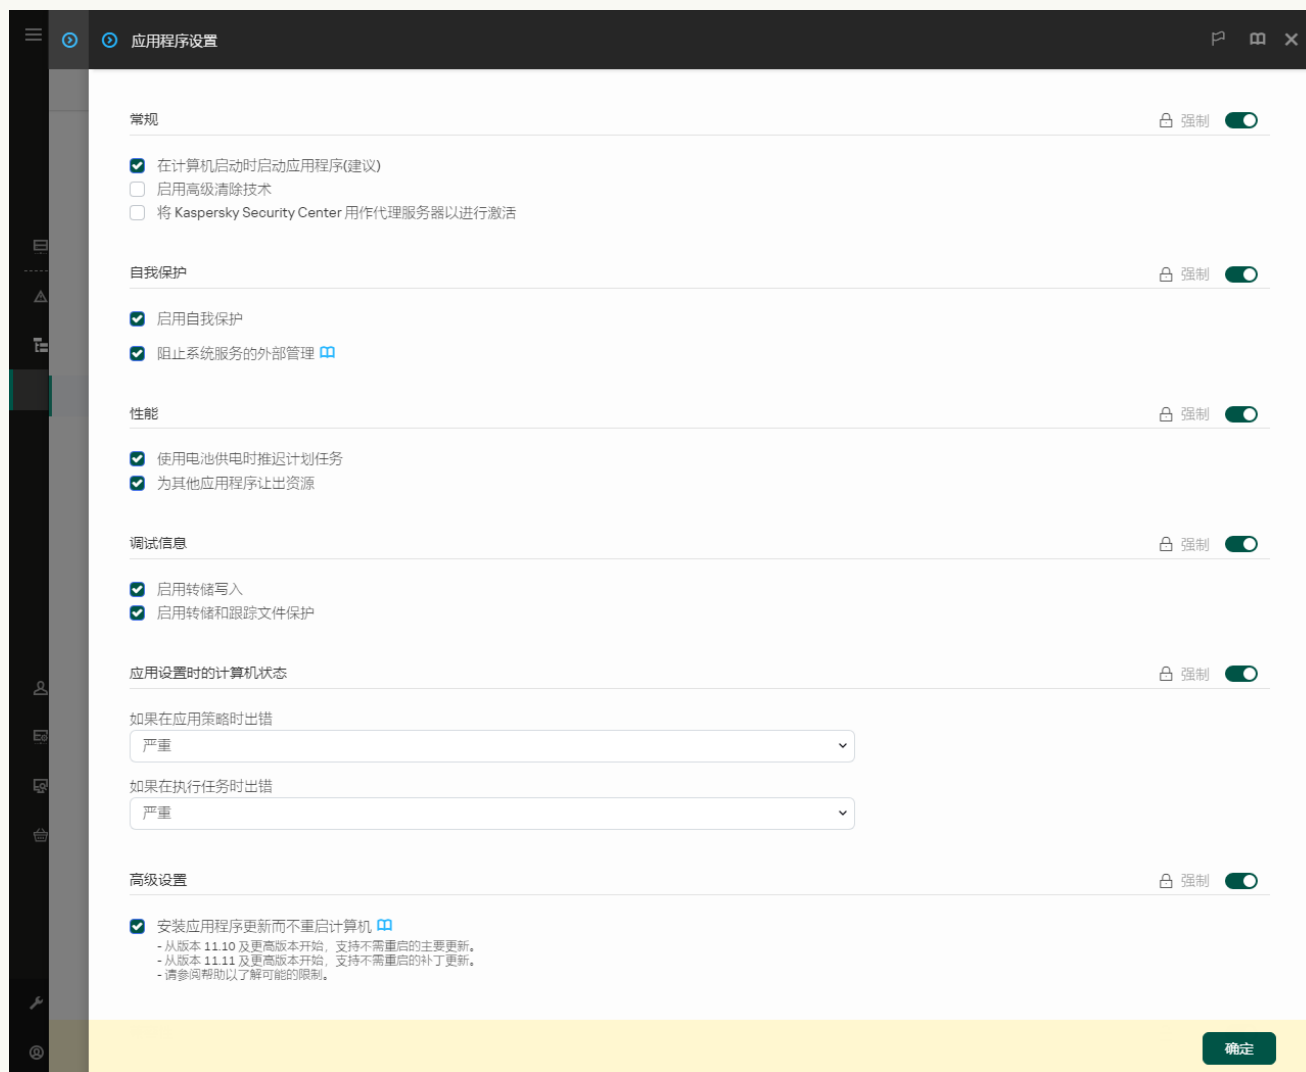 应用程序设置
常规
强制
在计算机启动时启动应用程序(建议)
启用高级清除技术
将 Kaspersky Security Center 用作代理服务器以进行激活
自我保护
强制
启用自我保护
阻止系统服务的外部管理
性能
强制
使用电池供电时推迟计划任务
为其他应用程序让出资源
调试信息
强制
启用转储写入
启用转储和跟踪文件保护
应用设置时的计算机状态
强制
如果在应用策略时出错
严重
如果在执行任务时出错
严重
高级设置
强制
安装应用程序更新而不重启计算机
- 从版本 11.10 及更高版本开始，支持不需重启的主要更新。
- 从版本 11.11 及更高版本开始，支持不需重启的补丁更新。
- 请参阅帮助以了解可能的限制。
确定